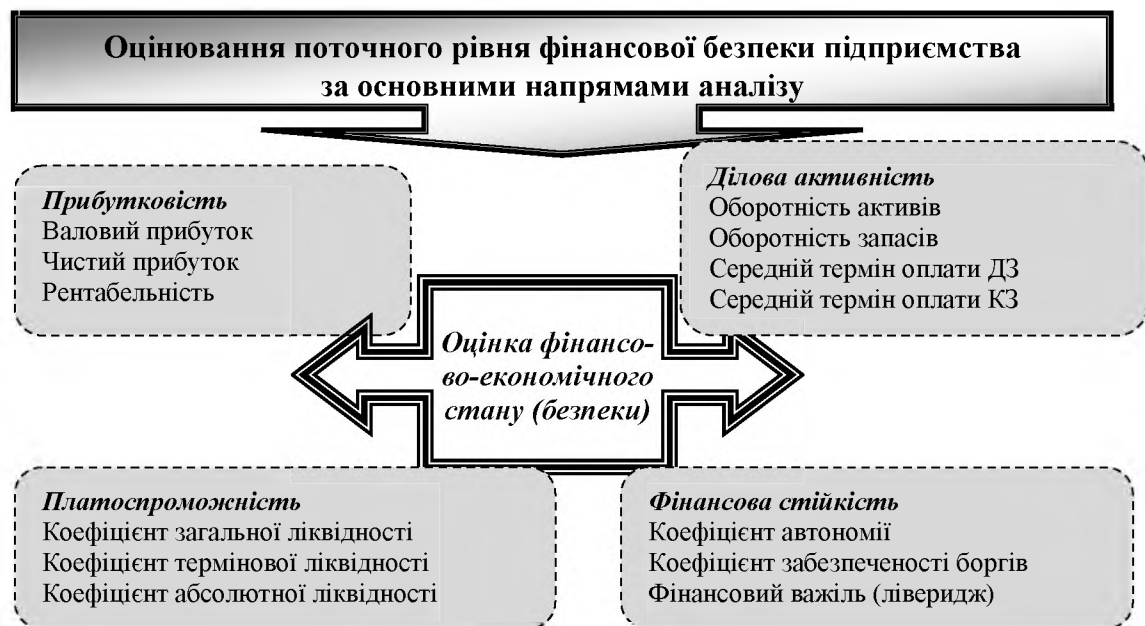 Оцінювання поточного рівня фінансової безпеки підприємства
за основними напрямами аналізу
Прибутковість
Валовий прибуток
Чистий прибуток
Рентабельність
Ділова активність
Оборотність активів
Оборотність запасів
Середній термін оплати ДЗ
Середній термін оплати КЗ
Оцінка фінансо-
во-економічного
стану (безпеки)
Платоспроможність
Коефіцієнт загальної ліквідності
Коефіцієнт термінової ліквідності
Коефіцієнт абсолютної ліквідності
Фінансова стійкість
Коефіцієнт автономії
Коефіцієнт забезпеченості боргів
Фінансовий важіль (ліверидж)